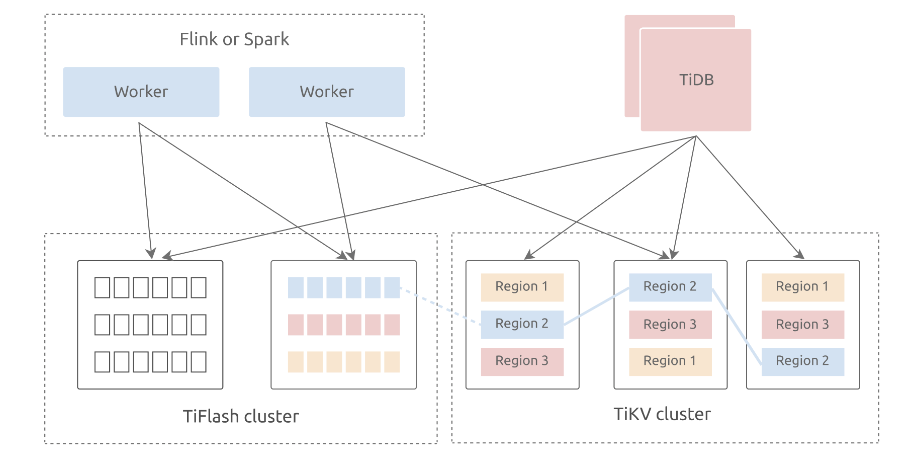 Flink or Spark
Worker
Worker
TiDB
Region 1
Region 2
Region 3
Region 2
Region 3
Region 1
Region 1
Region 3
Region 2
TiFlash cluster
TiKV cluster